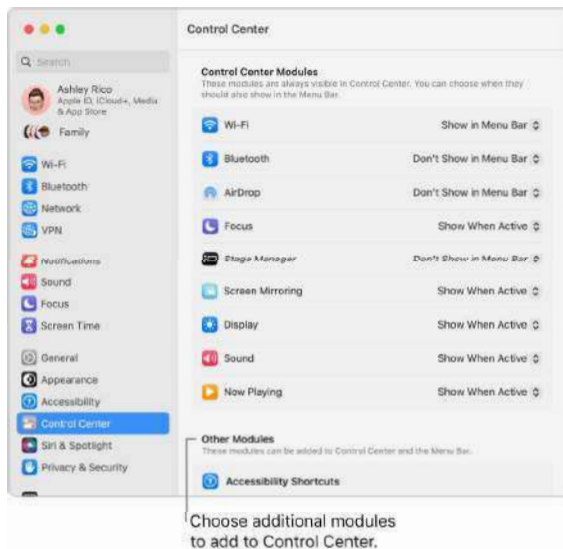 Control Center
Search
Ashley Rico
Apple ID, iCloud+, Media
& App Store
Family
Wi-Fi
Bluetooth
Network
VPN
Notifications
Sound
Focus
Screen Time
General
Appearance
Accessibility
Control Center
Siri & Spotlight
Privacy & Security
Control Center Modules
These modules are always visible in Control Center. You can choose when they
should also show in the Menu Bar.
Wi-Fi Show in Menu Bar
Bluetooth Don't Show in Menu Bar
AirDrop Don't Show in Menu Bar
Focus Show When Active
Stage Manager Don't Show in Menu Bar
Screen Mirroring Show When Active
Display Show When Active
Sound Show When Active
Now Playing Show When Active
Other Modules
These modules can be added to Control Center and the Menu Bar.
Accessibility Shortcuts
Choose additional modules
to add to Control Center.